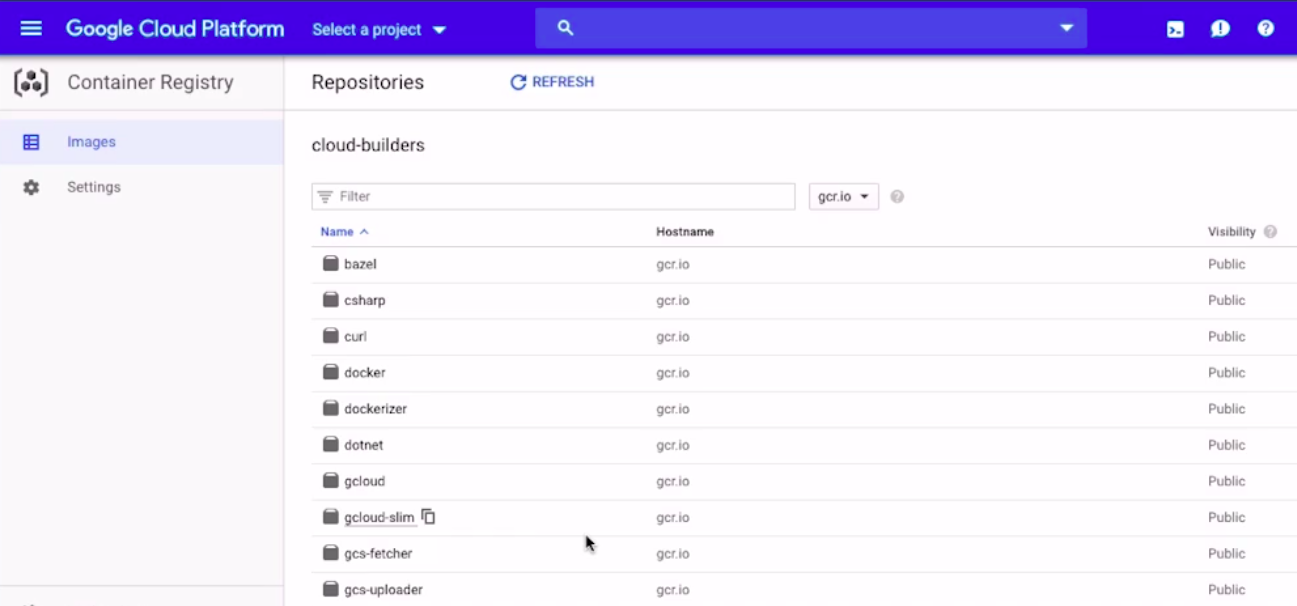 Google Cloud Platform Select a project
Container Registry
Repositories REFRESH
Images
Settings
cloud-builders
Filter gcr.io
Name Hostname Visibility
bazel gcr.io Public
csharp gcr.io Public
curl gcr.io Public
docker gcr.io Public
dockerizer gcr.io Public
dotnet gcr.io Public
gcloud gcr.io Public
gcloud-slim gcr.io Public
gcs-fetcher gcr.io Public
gcs-uploader gcr.io Public